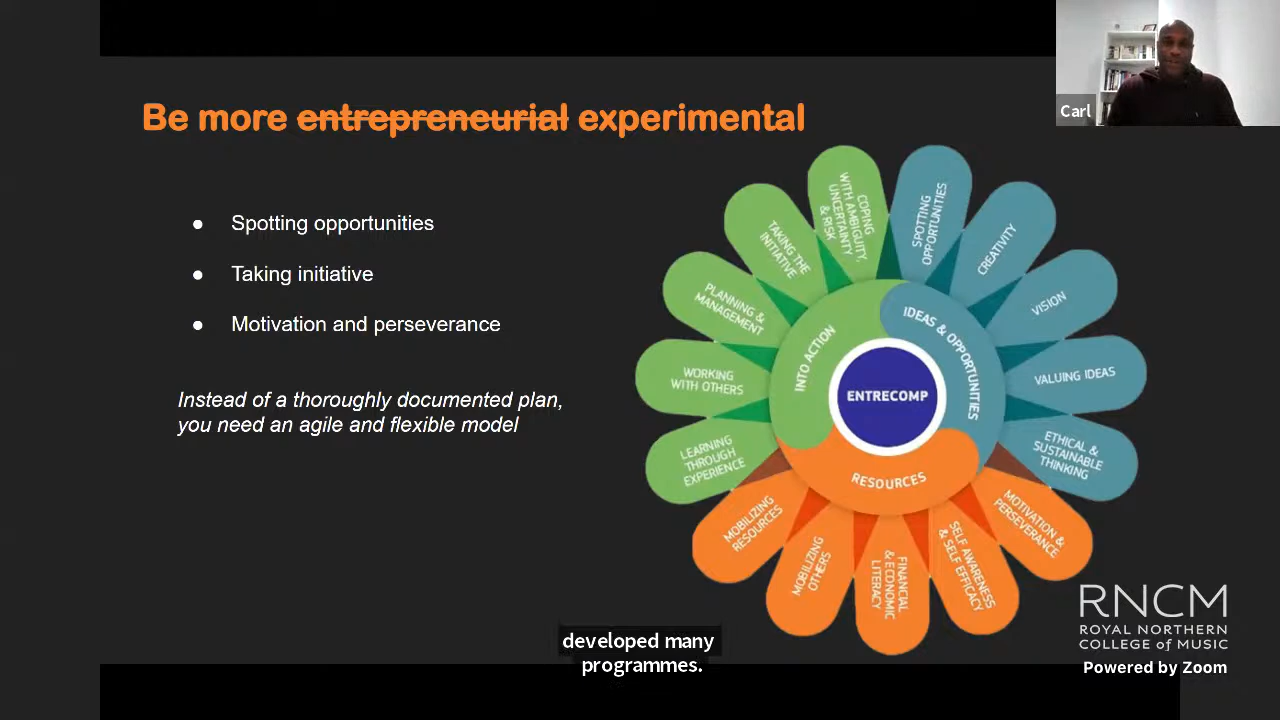 Carl
Be more entrepreneurial experimental
● Spotting opportunities
● Taking initiative
● Motivation and perseverance
Instead of a thoroughly documented plan,
you need an agile and flexible model
ENTRECOMP
IDEAS & OPPORTUNITIES
SPOTTING
OPPORTUNITIES
CREATIVITY
VISION
VALUING IDEAS
ETHICAL &
SUSTAINABLE
THINKING
RESOURCES
MOTIVATION &
PERSEVERANCE
SELF AWARENESS
& SELF EFFICACY
FINANCIAL
& ECONOMIC
LITERACY
MOBILIZING
OTHERS
MOBILIZING
RESOURCES
INTO ACTION
LEARNING
THROUGH
EXPERIENCE
WORKING
WITH OTHERS
PLANNING &
MANAGEMENT
TAKING THE
INITIATIVE
COPING
WITH AMBIGUITY,
UNCERTAINTY
& RISK
developed many
programmes.
RNCM
ROYAL NORTHERN
COLLEGE of MUSIC
Powered by Zoom